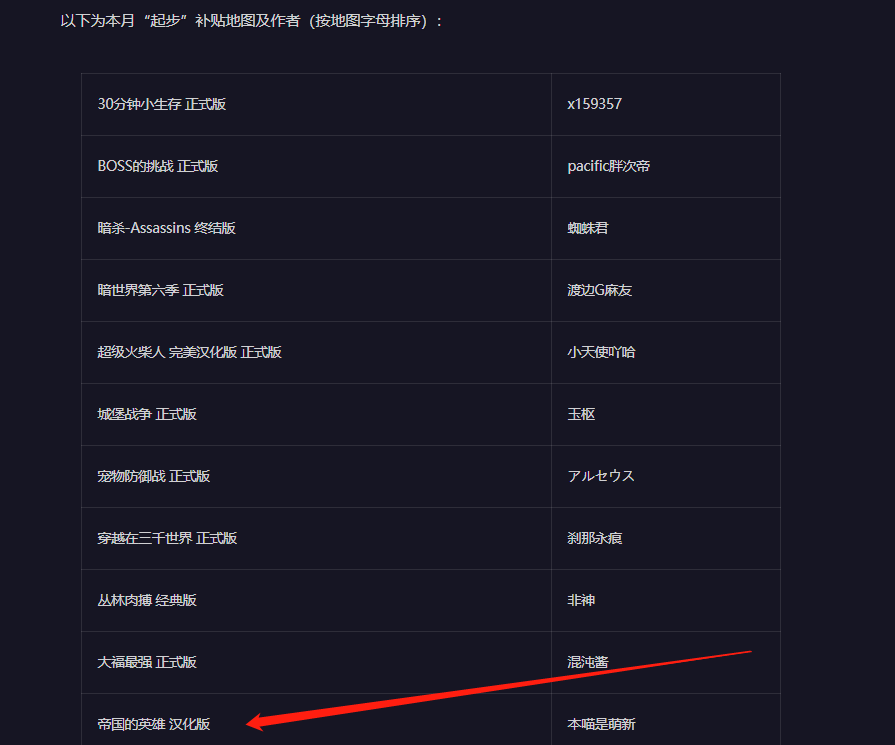 以下为本月“起步”补贴地图及作者（按地图字母排序）：
30分钟小生存 正式版 x159357
BOSS的挑战 正式版 pacific胖次帝
暗杀-Assassins 终结版 蜘蛛君
暗世界第六季 正式版 渡边G麻友
超级火柴人 完美汉化版 正式版 小天使吖哈
城堡战争 正式版 玉枢
宠物防御战 正式版 アルセウス
穿越在三千世界 正式版 刹那永痕
丛林肉搏 经典版 非神
大福最强 正式版 混沌酱
帝国的英雄 汉化版 本喵是萌新